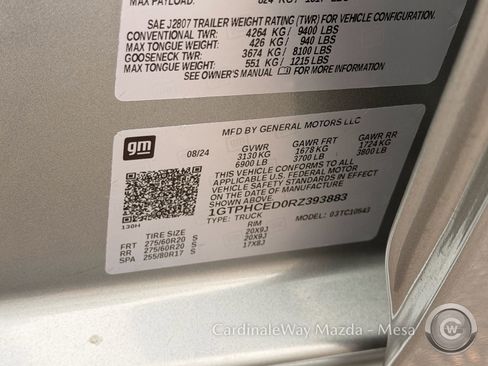 MAX PAYLOAD:
SAE J2807 TRAILER WEIGHT RATING (TWR) FOR VEHICLE CONFIGURATION.
CONVENTIONAL TWR: 4264 KG/ 9400 LBS
MAX TONGUE WEIGHT: 426 KG/ 940 LBS
GOOSENECK TWR: 3674 KG/ 8100 LBS
MAX TONGUE WEIGHT: 551 KG/ 1215 LBS
SEE OWNER'S MANUAL FOR MORE INFORMATION
gm
MFD BY GENERAL MOTORS LLC
08/24 GVWR GAWR FRT GAWR RR
3130 KG 1678 KG 1724 KG
6900 LB 3700 LB 3800 LB
THIS VEHICLE CONFORMS TO ALL
APPLICABLE U.S. FEDERAL MOTOR
VEHICLE SAFETY STANDARDS IN EFFECT
ON THE DATE OF MANUFACTURE SHOWN ABOVE.
1GTPHCED0RZ393883
TYPE: TRUCK MODEL: 03TC10543
130H
TIRE SIZE RIM
FRT 275/60R20 S 20X9J
RR 275/60R20 S 20X9J
SPA 255/80R17 S 17X8J
CardinaleWay Mazda - Mesa
CW